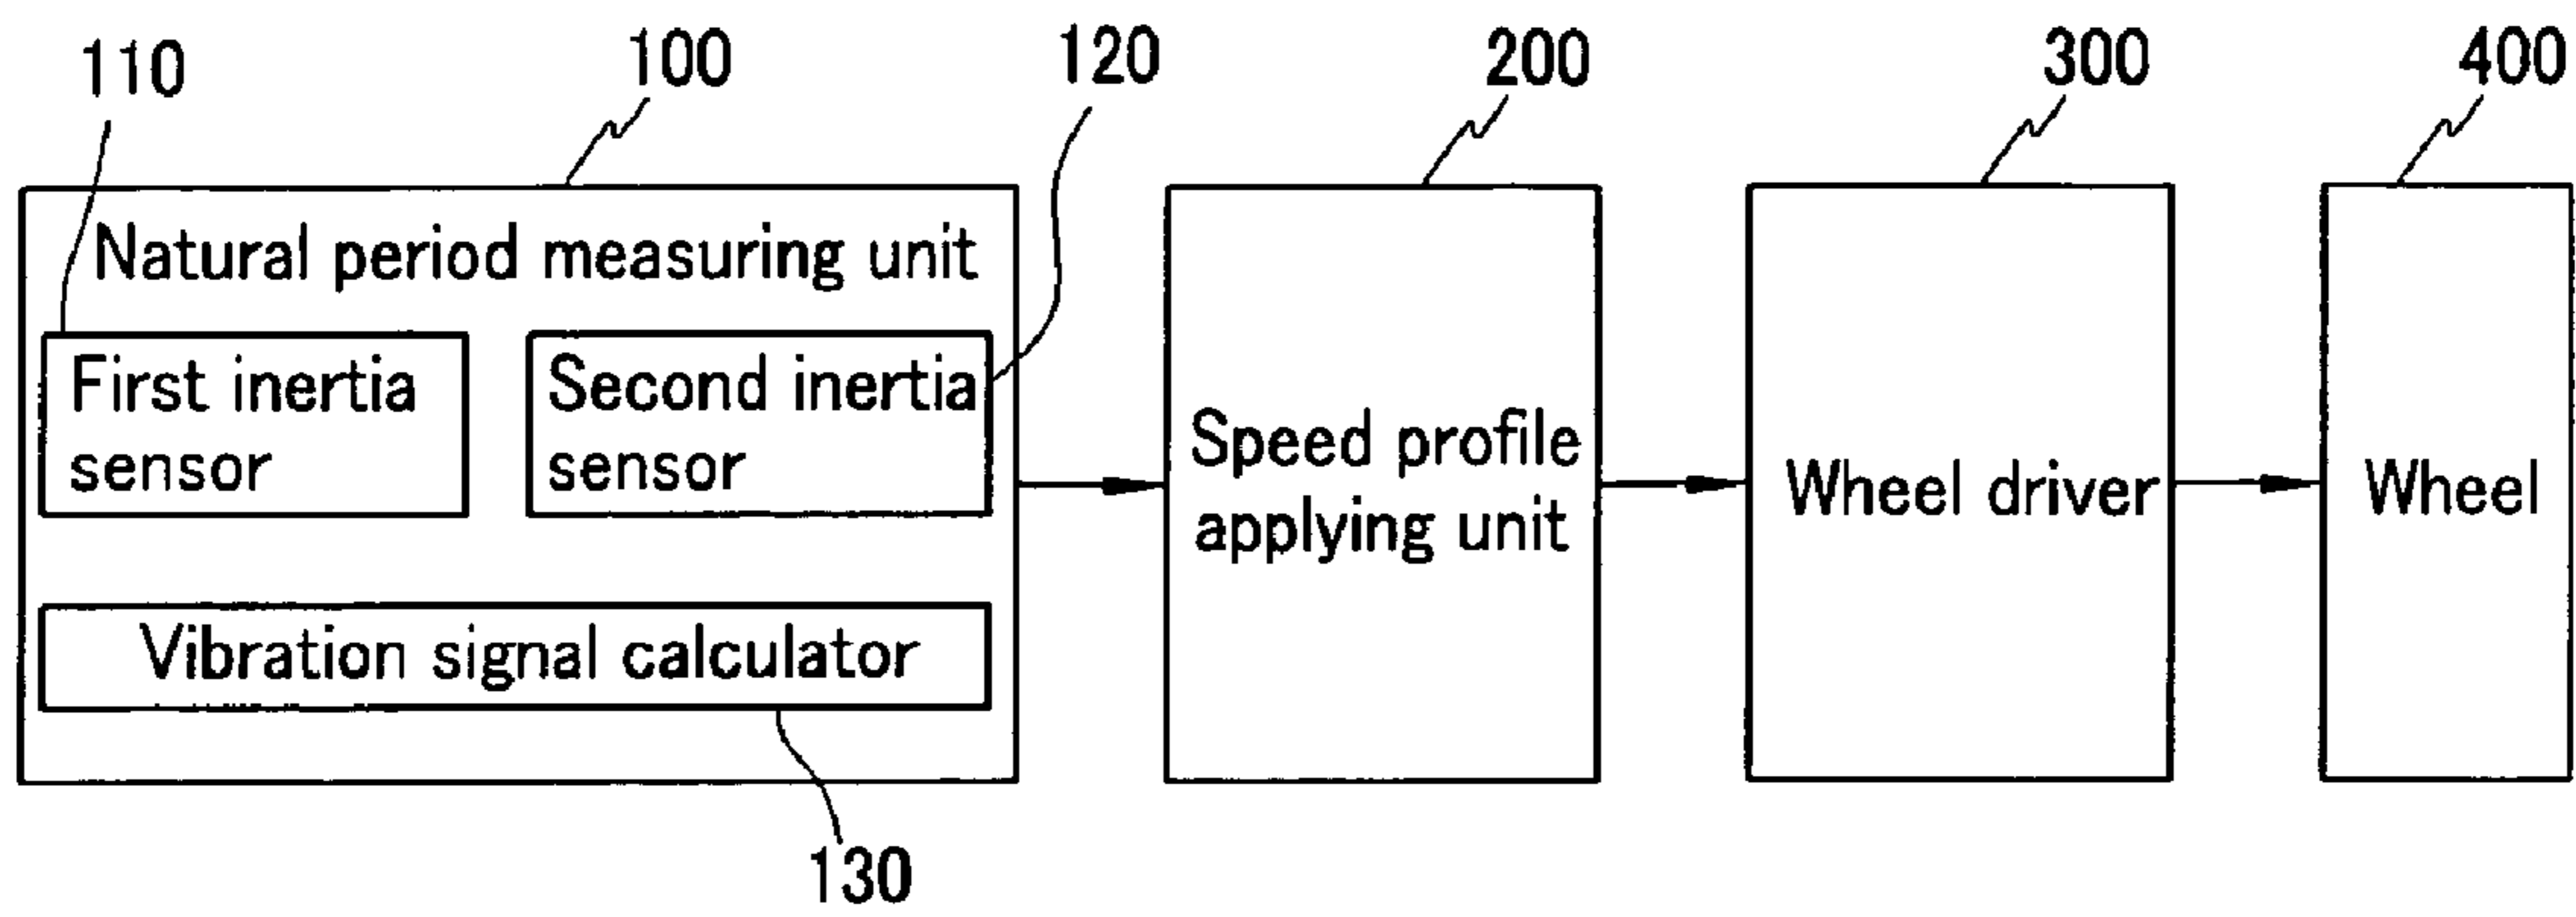 110
100
120
200
300
400
Natural period measuring unit
First inertia
sensor
Second inertia
sensor
Vibration signal calculator
130
Speed profile
applying unit
Wheel driver
Wheel